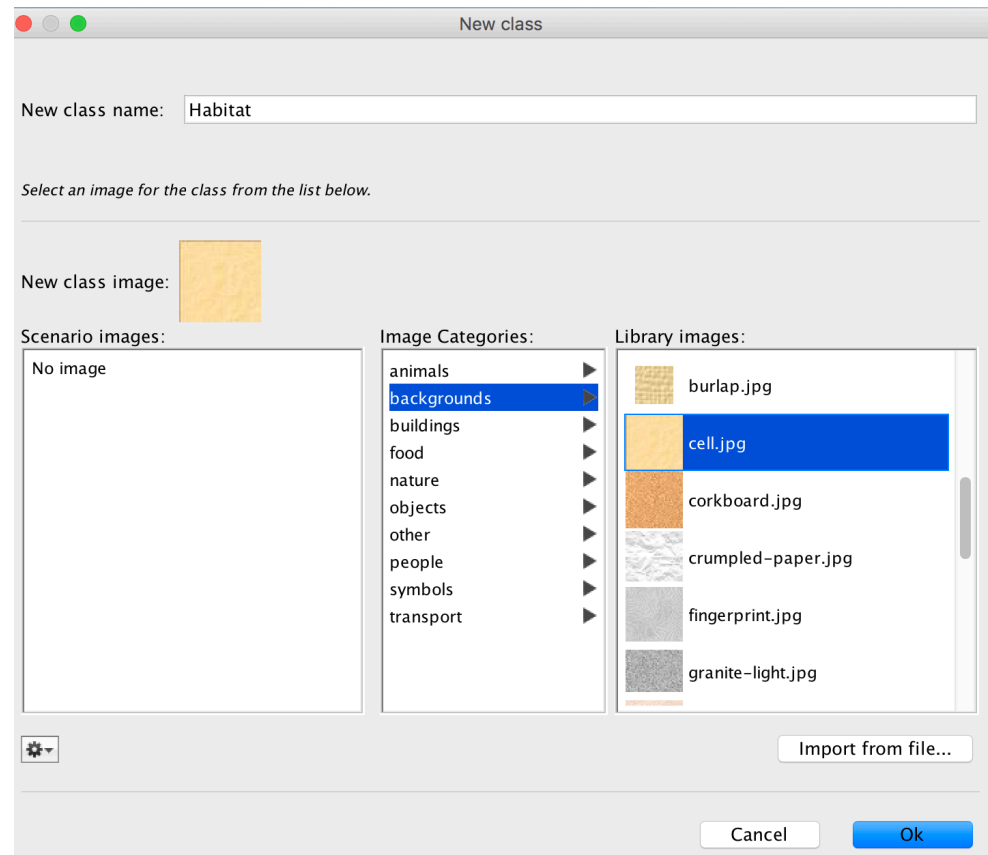 New class
New class name: Habitat
Select an image for the class from the list below.
New class image:
Scenario images:
No image
Image Categories:
animals
backgrounds
buildings
food
nature
objects
other
people
symbols
transport
Library images:
burlap.jpg
cell.jpg
corkboard.jpg
crumpled-paper.jpg
fingerprint.jpg
granite-light.jpg
Import from file...
Cancel
Ok